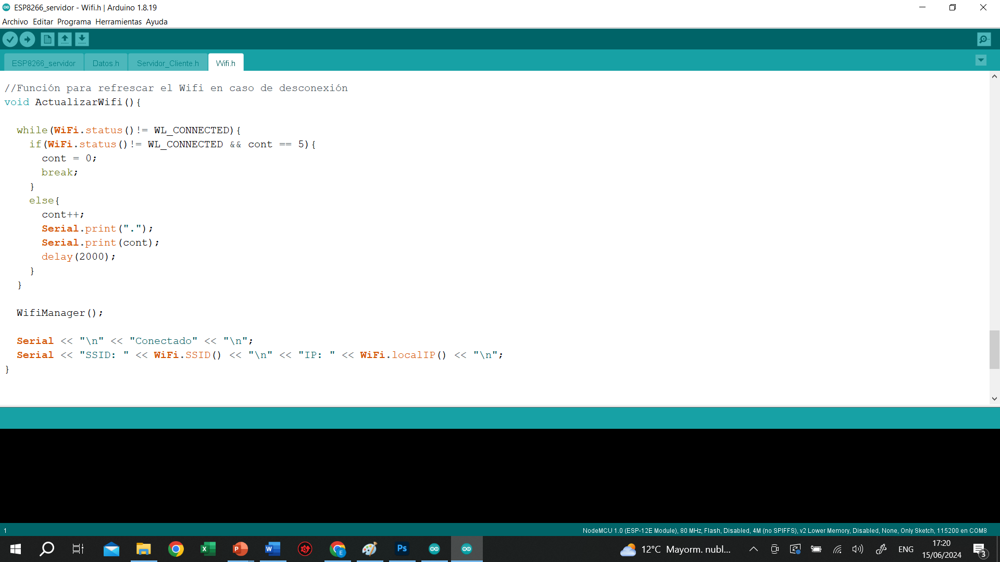 ESP8266_servidor - Wifi.h | Arduino 1.8.19
Archivo Editar Programa Herramientas Ayuda
ESP8266_servidor Datos.h Servidor_Cliente.h Wifi.h
//Función para refrescar el Wifi en caso de desconexión
void ActualizarWifi(){
while(WiFi.status()!= WL_CONNECTED){
if(WiFi.status()!= WL_CONNECTED && cont == 5){
cont = 0;
break;
}
else{
cont++;
Serial.print(".");
Serial.print(cont);
delay(2000);
}
}
WifiManager();
Serial << "\n" << "Conectado" << "\n";
Serial << "SSID: " << WiFi.SSID() << "\n" << "IP: " << WiFi.localIP() << "\n";
}
1 NodeMCU 1.0 (ESP-12E Module), 80 MHz, Flash, Disabled, 4M (no SPIFFS), v2 Lower Memory, Disabled, None, Only Sketch, 115200 en COM8
12°C Mayorm. nubl... ENG 17:20
15/06/2024 3